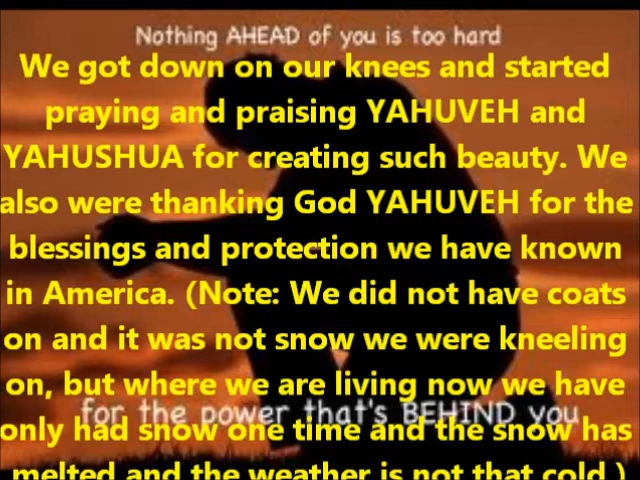 Nothing AHEAD of you is too hard
We got down on our knees and started
praying and praising YAHUVEH and
YAHUSHUA for creating such beauty. We
also were thanking God YAHUVEH for the
blessings and protection we have known
in America. (Note: We did not have coats
on and it was not snow we were kneeling
on, but where we are living now we have
for the power that's BEHIND you
only had snow one time and the snow has
melted and the weather is not that cold.)